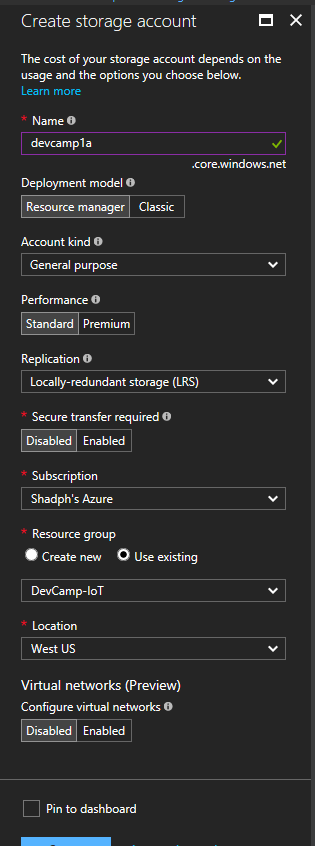 Create storage account
The cost of your storage account depends on the
usage and the options you choose below.
Learn more
* Name
devcamp1a
.core.windows.net
Deployment model
Resource manager Classic
Account kind
General purpose
Performance
Standard Premium
Replication
Locally-redundant storage (LRS)
* Secure transfer required
Disabled Enabled
* Subscription
Shadph's Azure
* Resource group
Create new Use existing
DevCamp-IoT
* Location
West US
Virtual networks (Preview)
Configure virtual networks
Disabled Enabled
Pin to dashboard